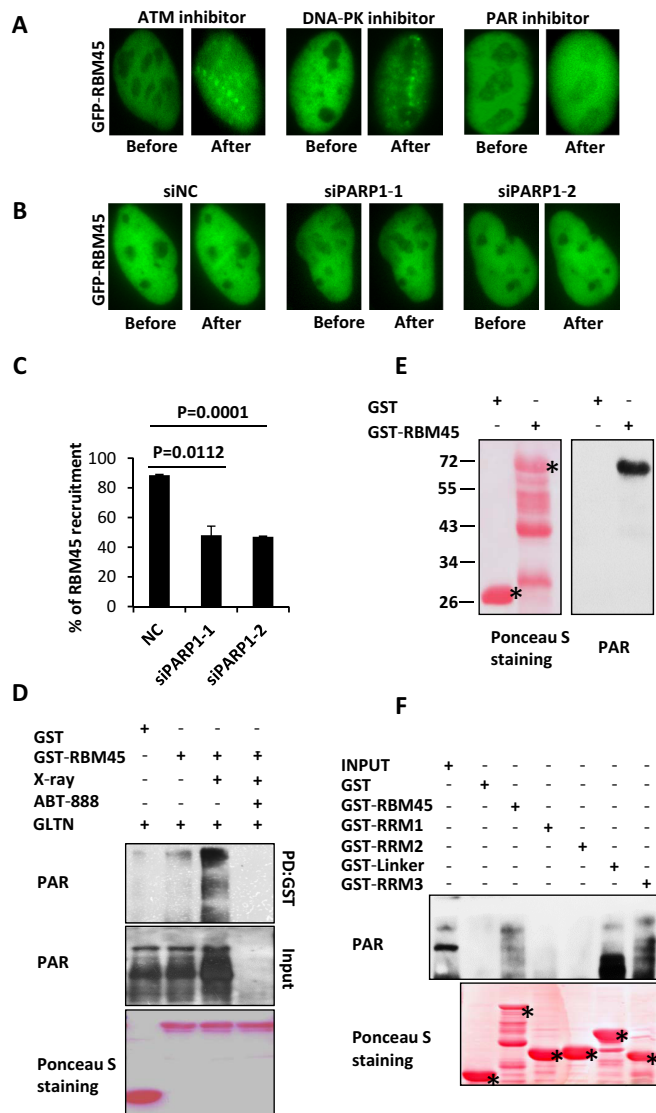 A
ATM inhibitor DNA-PK inhibitor PAR inhibitor
GFP-RBM45
Before After Before After Before After
B
siNC siPARP1-1 siPARP1-2
GFP-RBM45
Before After Before After Before After
C
P=0.0001
P=0.0112
% of RBM45 recruitment
100
80
60
40
20
0
NC siPARP1-1 siPARP1-2
D
GST + - - -
GST-RBM45 - + + +
X-ray - - + +
ABT-888 - - - +
GLTN + + + +
PAR PD:GST
PAR Input
Ponceau S
staining
E
GST + - + -
GST-RBM45 - + - +
72
55
43
34
26
* *
Ponceau S
staining
PAR
F
INPUT + - - - - - -
GST - + - - - - -
GST-RBM45 - - + - - - -
GST-RRM1 - - - + - - -
GST-RRM2 - - - - + - -
GST-Linker - - - - - + -
GST-RRM3 - - - - - - +
PAR
Ponceau S
staining
* * * * * *